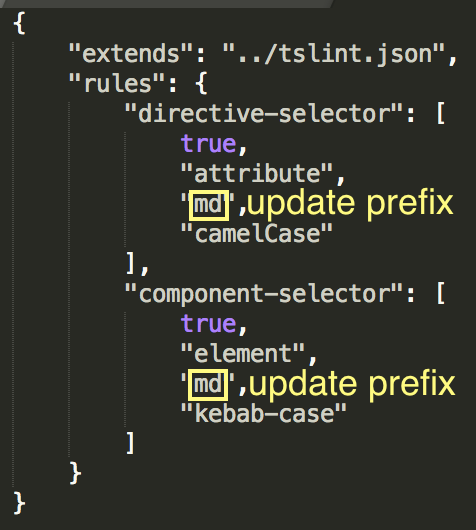 {
"extends": "../tslint.json",
"rules": {
"directive-selector": [
true,
"attribute",
"md", update prefix
"camelCase"
],
"component-selector": [
true,
"element",
"md", update prefix
"kebab-case"
]
}
}